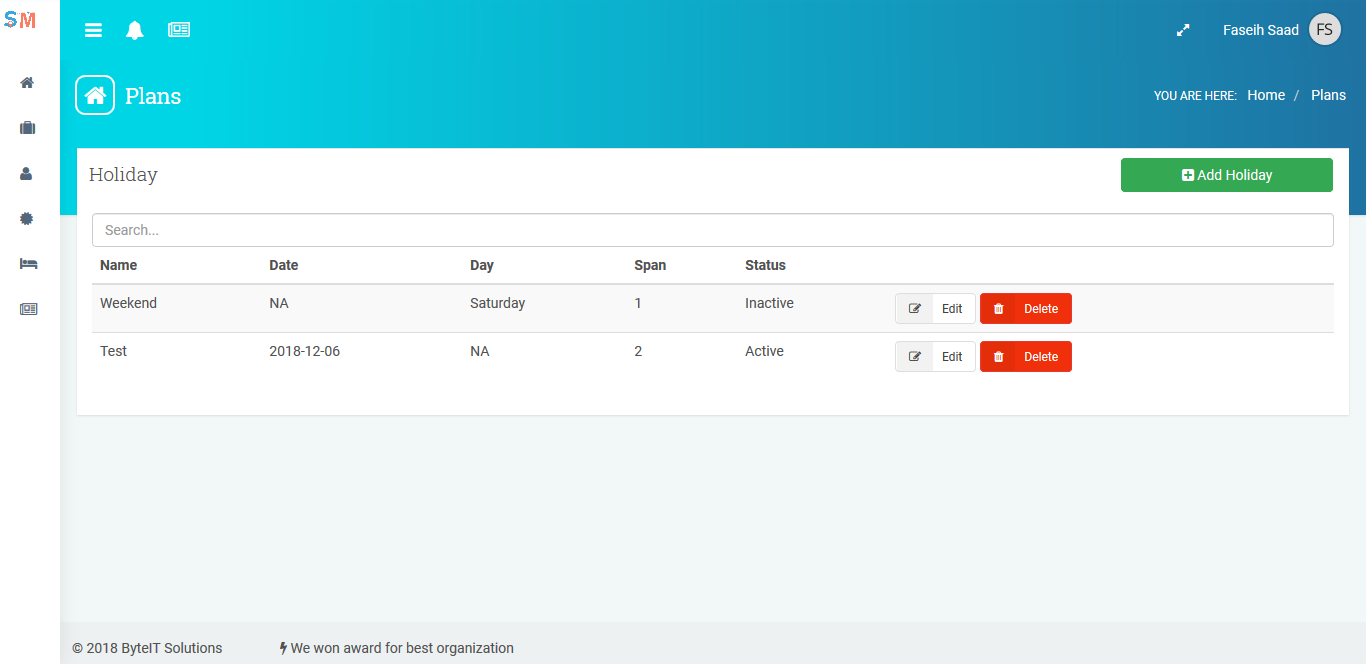 SM
Faseih Saad FS
Plans
YOU ARE HERE: Home / Plans
Holiday
Add Holiday
Search...
Name Date Day Span Status
Weekend NA Saturday 1 Inactive Edit Delete
Test 2018-12-06 NA 2 Active Edit Delete
© 2018 ByteIT Solutions We won award for best organization